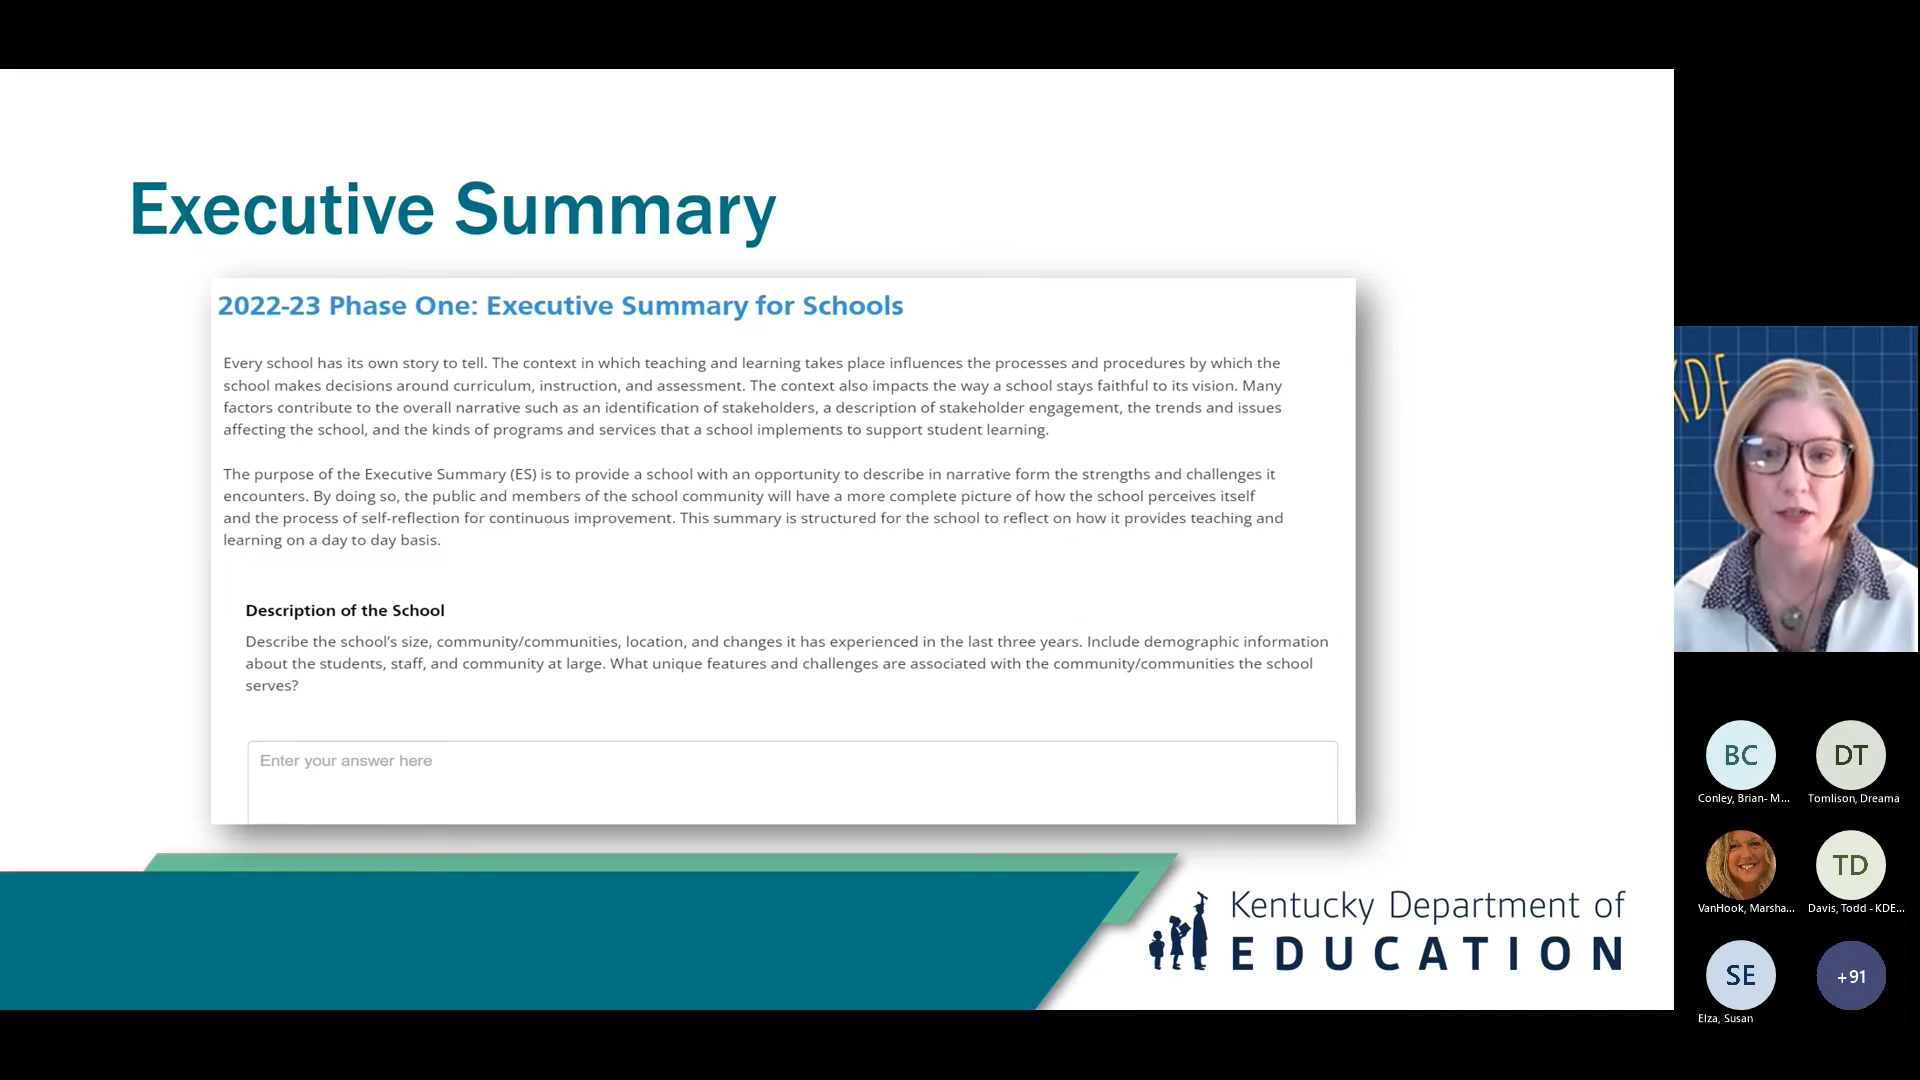 Executive Summary
2022-23 Phase One: Executive Summary for Schools
Every school has its own story to tell. The context in which teaching and learning takes place influences the processes and procedures by which the
school makes decisions around curriculum, instruction, and assessment. The context also impacts the way a school stays faithful to its vision. Many
factors contribute to the overall narrative such as an identification of stakeholders, a description of stakeholder engagement, the trends and issues
affecting the school, and the kinds of programs and services that a school implements to support student learning.
The purpose of the Executive Summary (ES) is to provide a school with an opportunity to describe in narrative form the strengths and challenges it
encounters. By doing so, the public and members of the school community will have a more complete picture of how the school perceives itself
and the process of self-reflection for continuous improvement. This summary is structured for the school to reflect on how it provides teaching and
learning on a day to day basis.
Description of the School
Describe the school’s size, community/communities, location, and changes it has experienced in the last three years. Include demographic information
about the students, staff, and community at large. What unique features and challenges are associated with the community/communities the school
serves?
Enter your answer here
Kentucky Department of
EDUCATION
KDE
BC
DT
Conley, Brian- M...
Tomlison, Dreama
TD
VanHook, Marsha...
Davis, Todd - KDE...
SE
+91
Elza, Susan